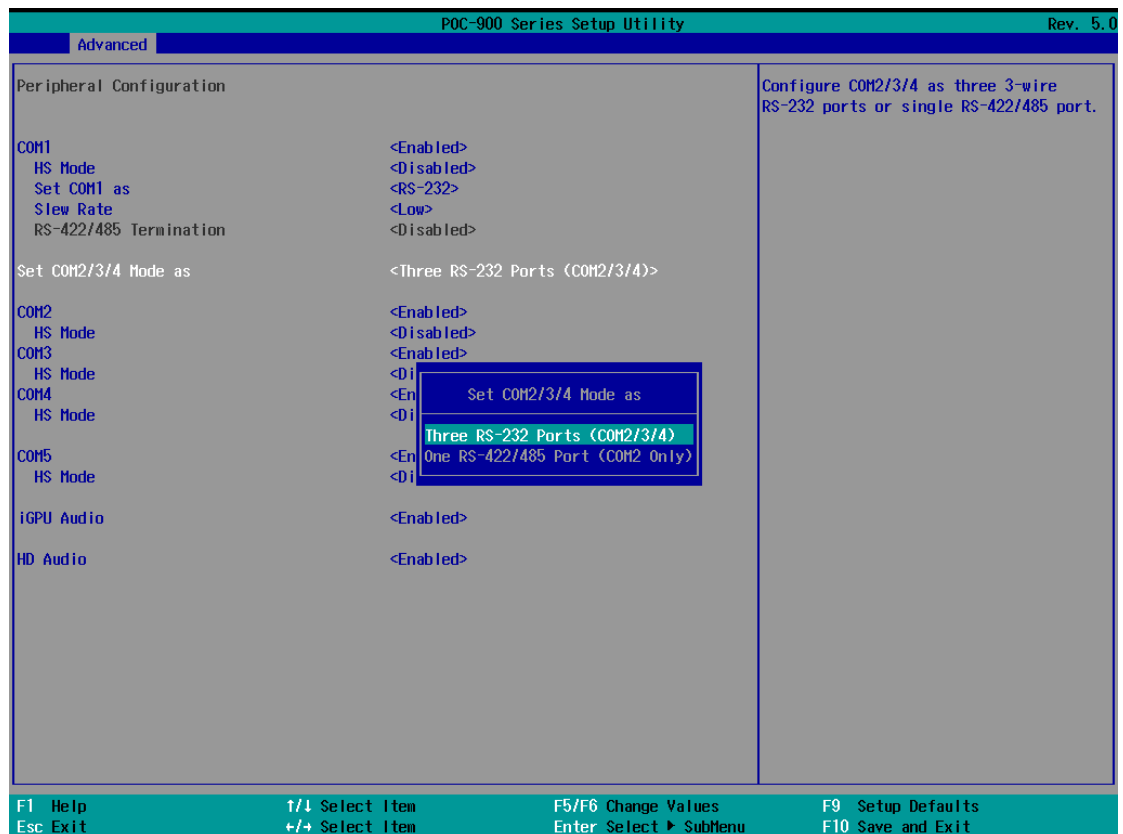 POC-900 Series Setup Utility Rev. 5.0
Advanced
Peripheral Configuration
Configure COM2/3/4 as three 3-wire
RS-232 ports or single RS-422/485 port.
COM1 <Enabled>
HS Mode <Disabled>
Set COM1 as <RS-232>
Slew Rate <Low>
RS-422/485 Termination <Disabled>
Set COM2/3/4 Mode as <Three RS-232 Ports (COM2/3/4)>
COM2 <Enabled>
HS Mode <Disabled>
COM3 <Enabled>
HS Mode <Di
COM4 <En
HS Mode <Di
COM5 <En
HS Mode <Di
Set COM2/3/4 Mode as
Three RS-232 Ports (COM2/3/4)
One RS-422/485 Port (COM2 Only)
iGPU Audio <Enabled>
HD Audio <Enabled>
F1 Help ↑/↓ Select Item F5/F6 Change Values F9 Setup Defaults
Esc Exit ←/→ Select Item Enter Select ▶ SubMenu F10 Save and Exit